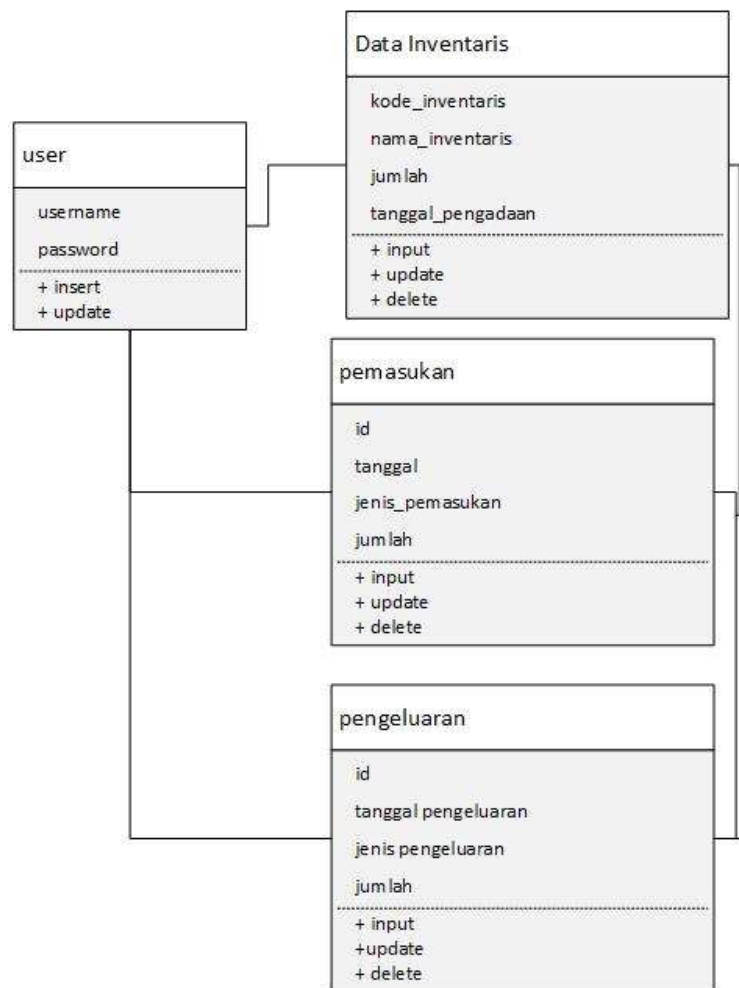 Data Inventaris
kode_inventaris
nama_inventaris
jumlah
tanggal_pengadaan
+ input
+ update
+ delete
user
username
password
+ insert
+ update
pemasukan
id
tanggal
jenis_pemasukan
jumlah
+ input
+ update
+ delete
pengeluaran
id
tanggal pengeluaran
jenis pengeluaran
jumlah
+ input
+update
+ delete